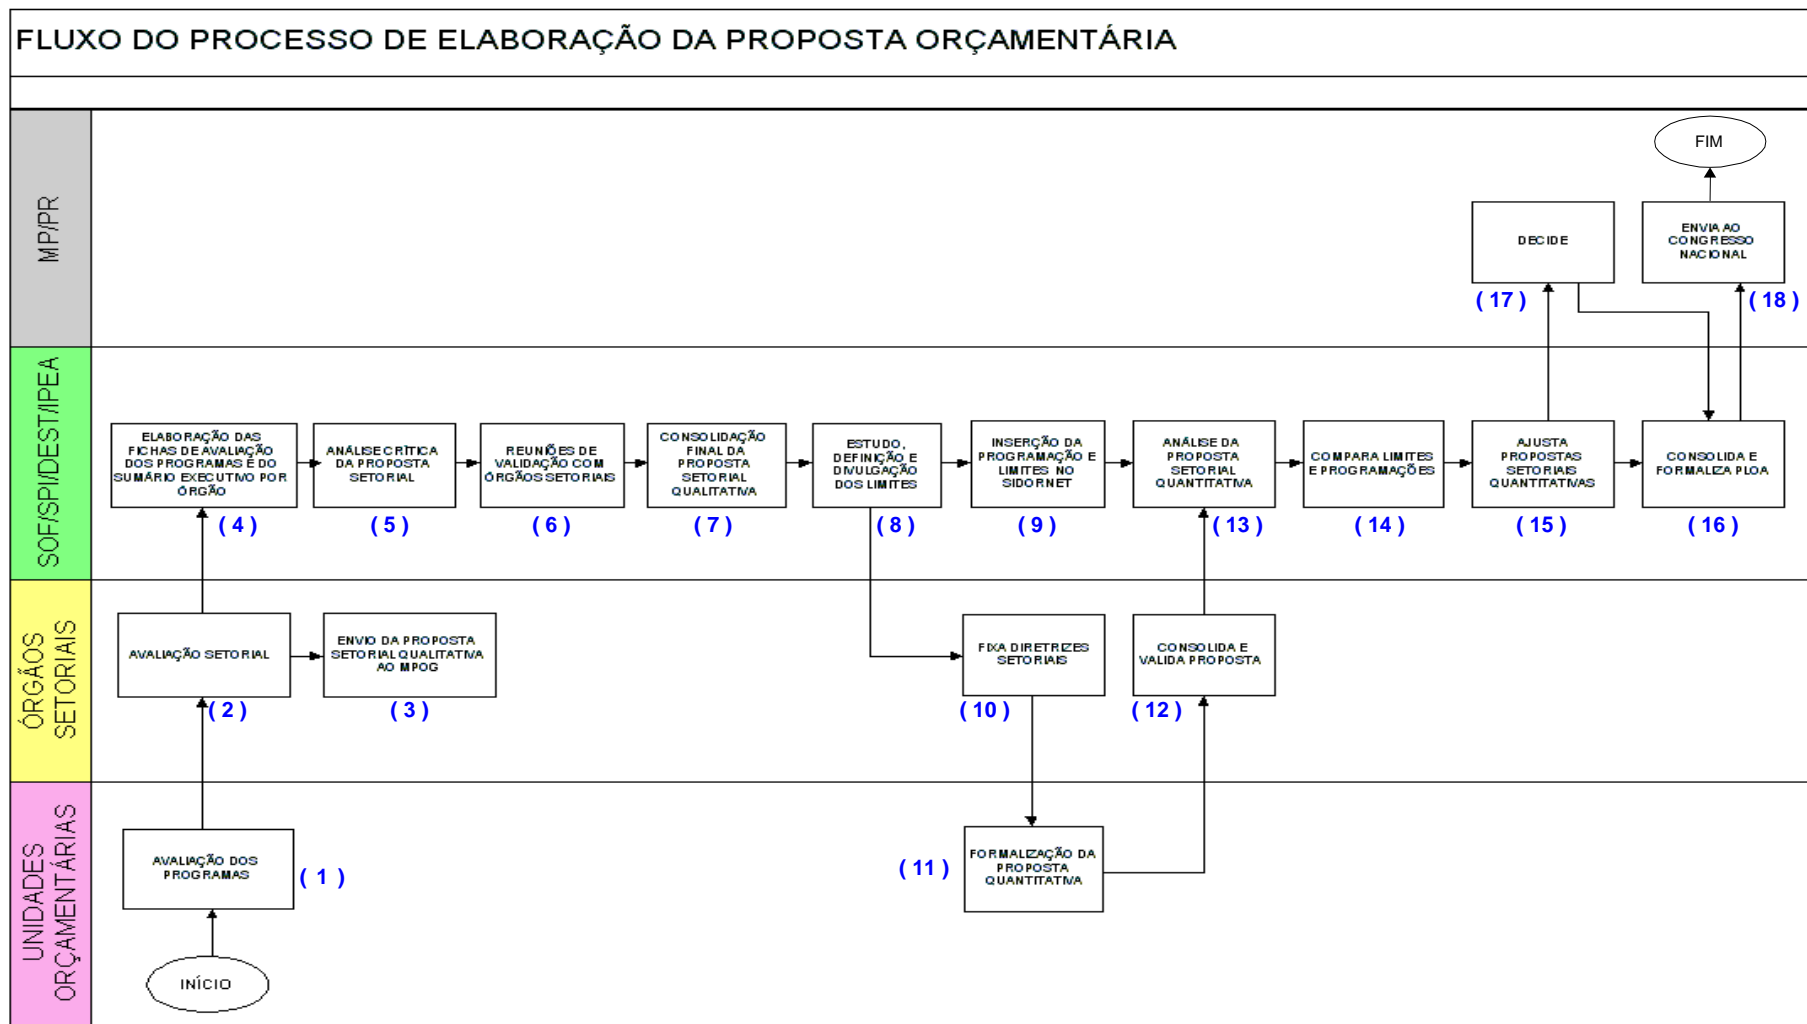 FLUXO DO PROCESSO DE ELABORAÇÃO DA PROPOSTA ORÇAMENTÁRIA
MP/PR
FIM
DECIDE
( 17 )
ENVIA AO
CONGRESSO
NACIONAL
( 18 )
SOF/SPI/DEST/IPEA
ELABORAÇÃO DAS
FICHAS DE AVALIAÇÃO
DOS PROGRAMAS E DO
SUMÁRIO EXECUTIVO POR
ÓRGÃO
( 4 )
ANÁLISE CRÍTICA
DA PROPOSTA
SETORIAL
( 5 )
REUNIÕES DE
VALIDAÇÃO COM
ÓRGÃOS SETORIAIS
( 6 )
CONSOLIDAÇÃO
FINAL DA
PROPOSTA
SETORIAL
QUALITATIVA
( 7 )
ESTUDO,
DEFINIÇÃO E
DIVULGAÇÃO
DOS LIMITES
( 8 )
INSERÇÃO DA
PROGRAMAÇÃO E
LIMITES NO
SIDORNET
( 9 )
ANÁLISE DA
PROPOSTA
SETORIAL
QUANTITATIVA
( 13 )
COMPARA LIMITES
E PROGRAMAÇÕES
( 14 )
AJUSTA
PROPOSTAS
SETORIAIS
QUANTITATIVAS
( 15 )
CONSOLIDA E
FORMALIZA PLOA
( 16 )
ÓRGÃOS
SETORIAIS
AVALIAÇÃO SETORIAL
( 2 )
ENVIO DA PROPOSTA
SETORIAL QUALITATIVA
AO MPOG
( 3 )
FIXA DIRETRIZES
SETORIAIS
( 10 )
CONSOLIDA E
VALIDA PROPOSTA
( 12 )
UNIDADES
ORÇAMENTÁRIAS
AVALIAÇÃO DOS
PROGRAMAS
( 1 )
( 11 )
FORMALIZAÇÃO DA
PROPOSTA
QUANTITATIVA
INÍCIO